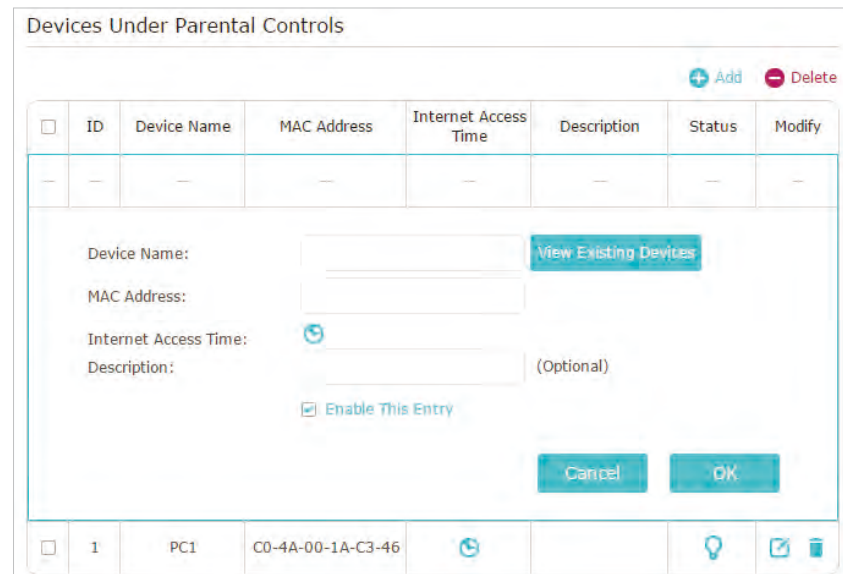 Devices Under Parental Controls
Add Delete
ID Device Name MAC Address Internet Access Time Description Status Modify
--- --- --- --- --- --- --- ---
Device Name: View Existing Devices
MAC Address:
Internet Access Time:
Description: (Optional)
Enable This Entry
Cancel OK
1 PC1 C0-4A-00-1A-C3-46